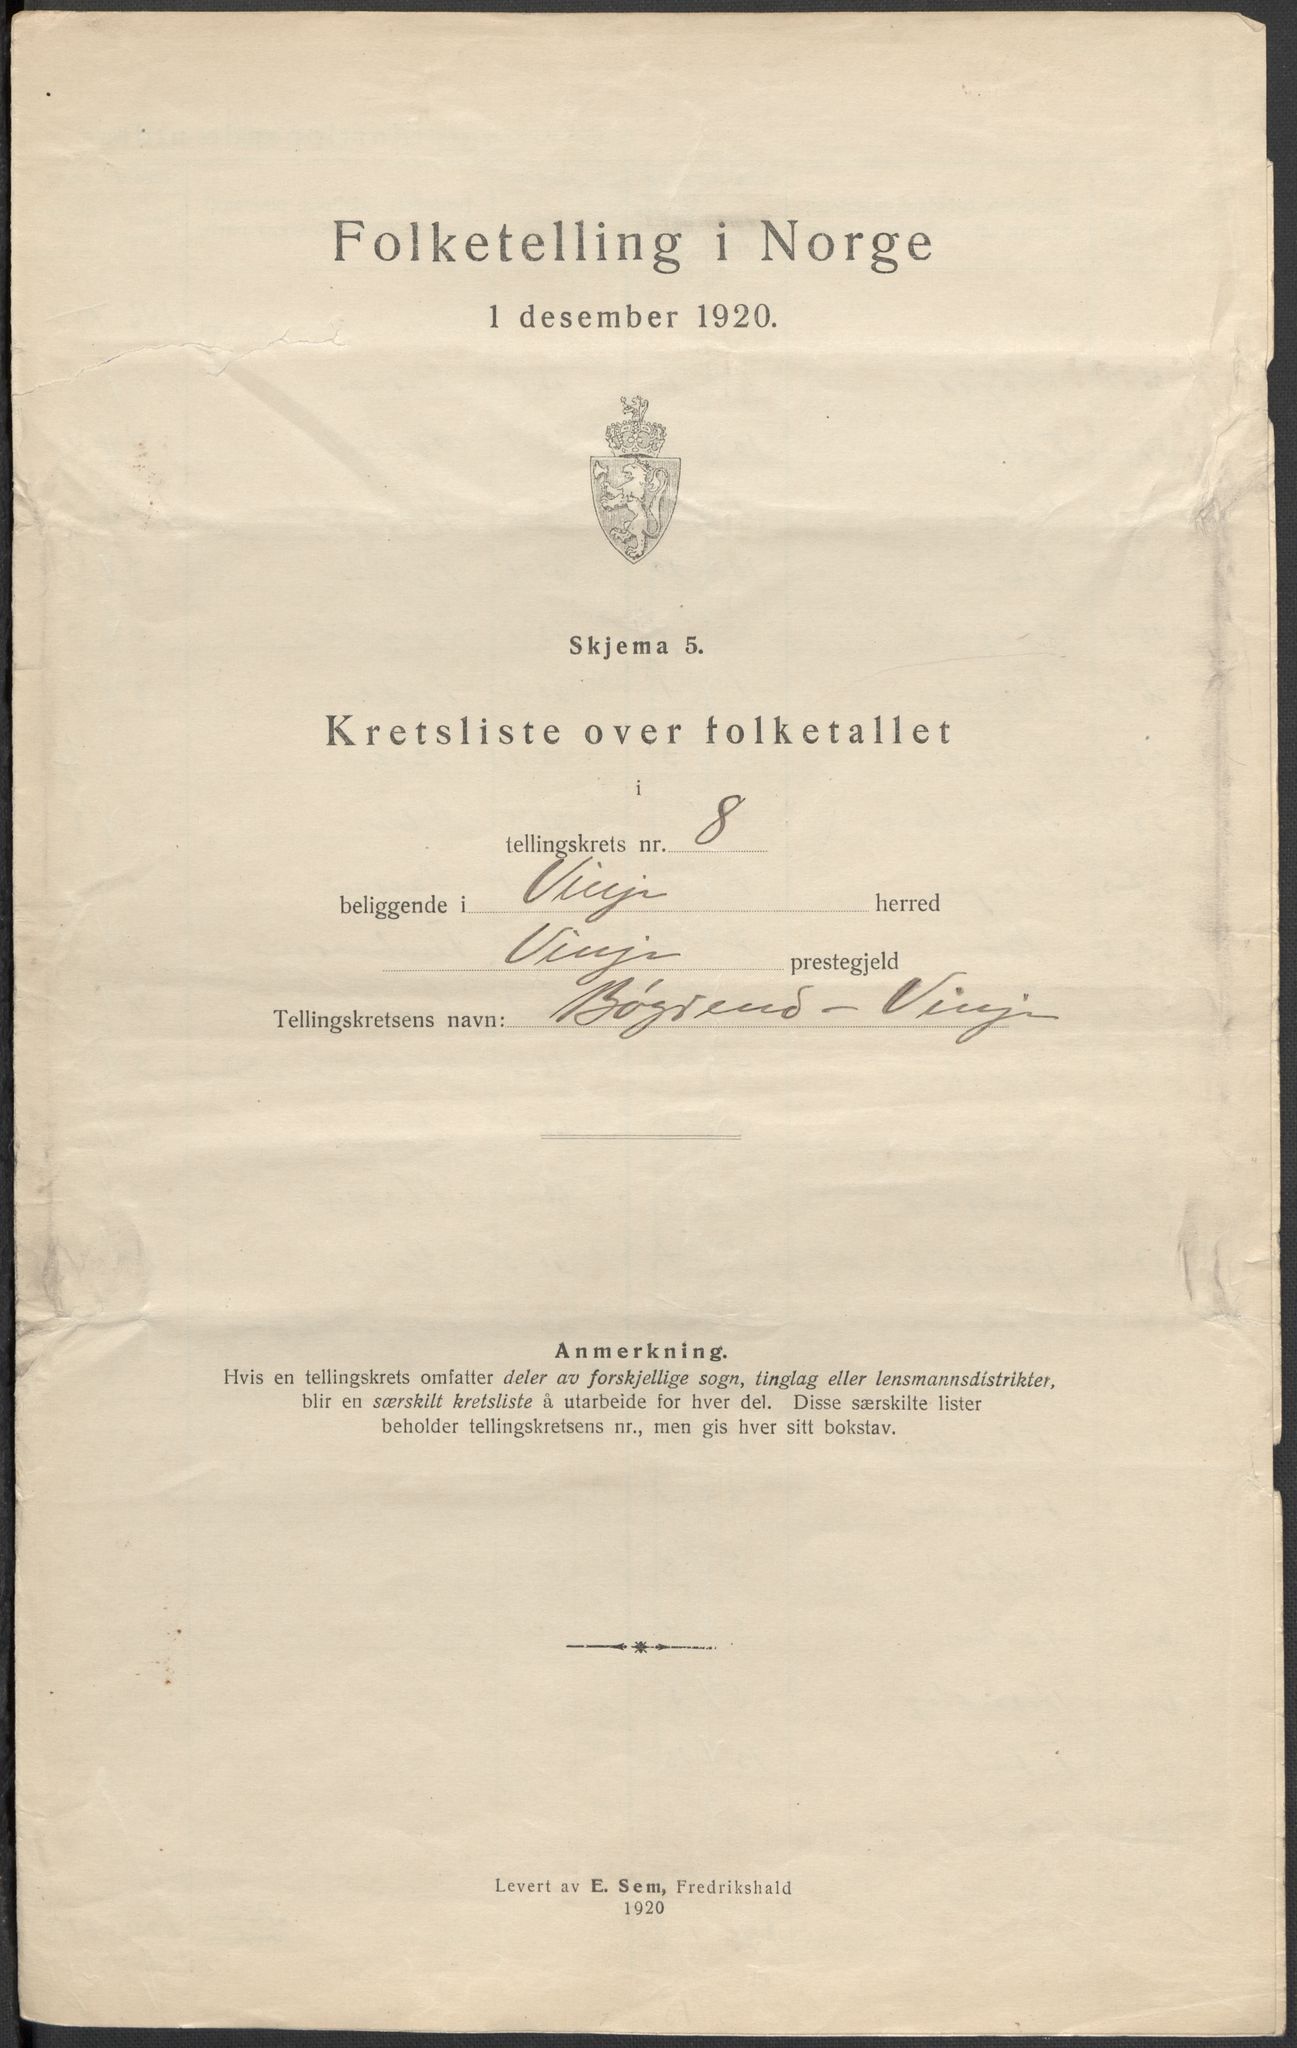 Folketelling i Norge
1 desember 1920.
Skjema 5.
Kretsliste over folketallet
i
tellingskrets nr. 8
beliggende i Vinje herred
Vinje prestegjeld
Tellingskretsens navn: Bøgrend - Vinje
Anmerkning.
Hvis en tellingskrets omfatter deler av forskjellige sogn, tinglag eller lensmannsdistrikter,
blir en særskilt kretsliste å utarbeide for hver del. Disse særskilte lister
beholder tellingskretsens nr., men gis hver sitt bokstav.
Levert av E. Sem, Fredrikshald
1920